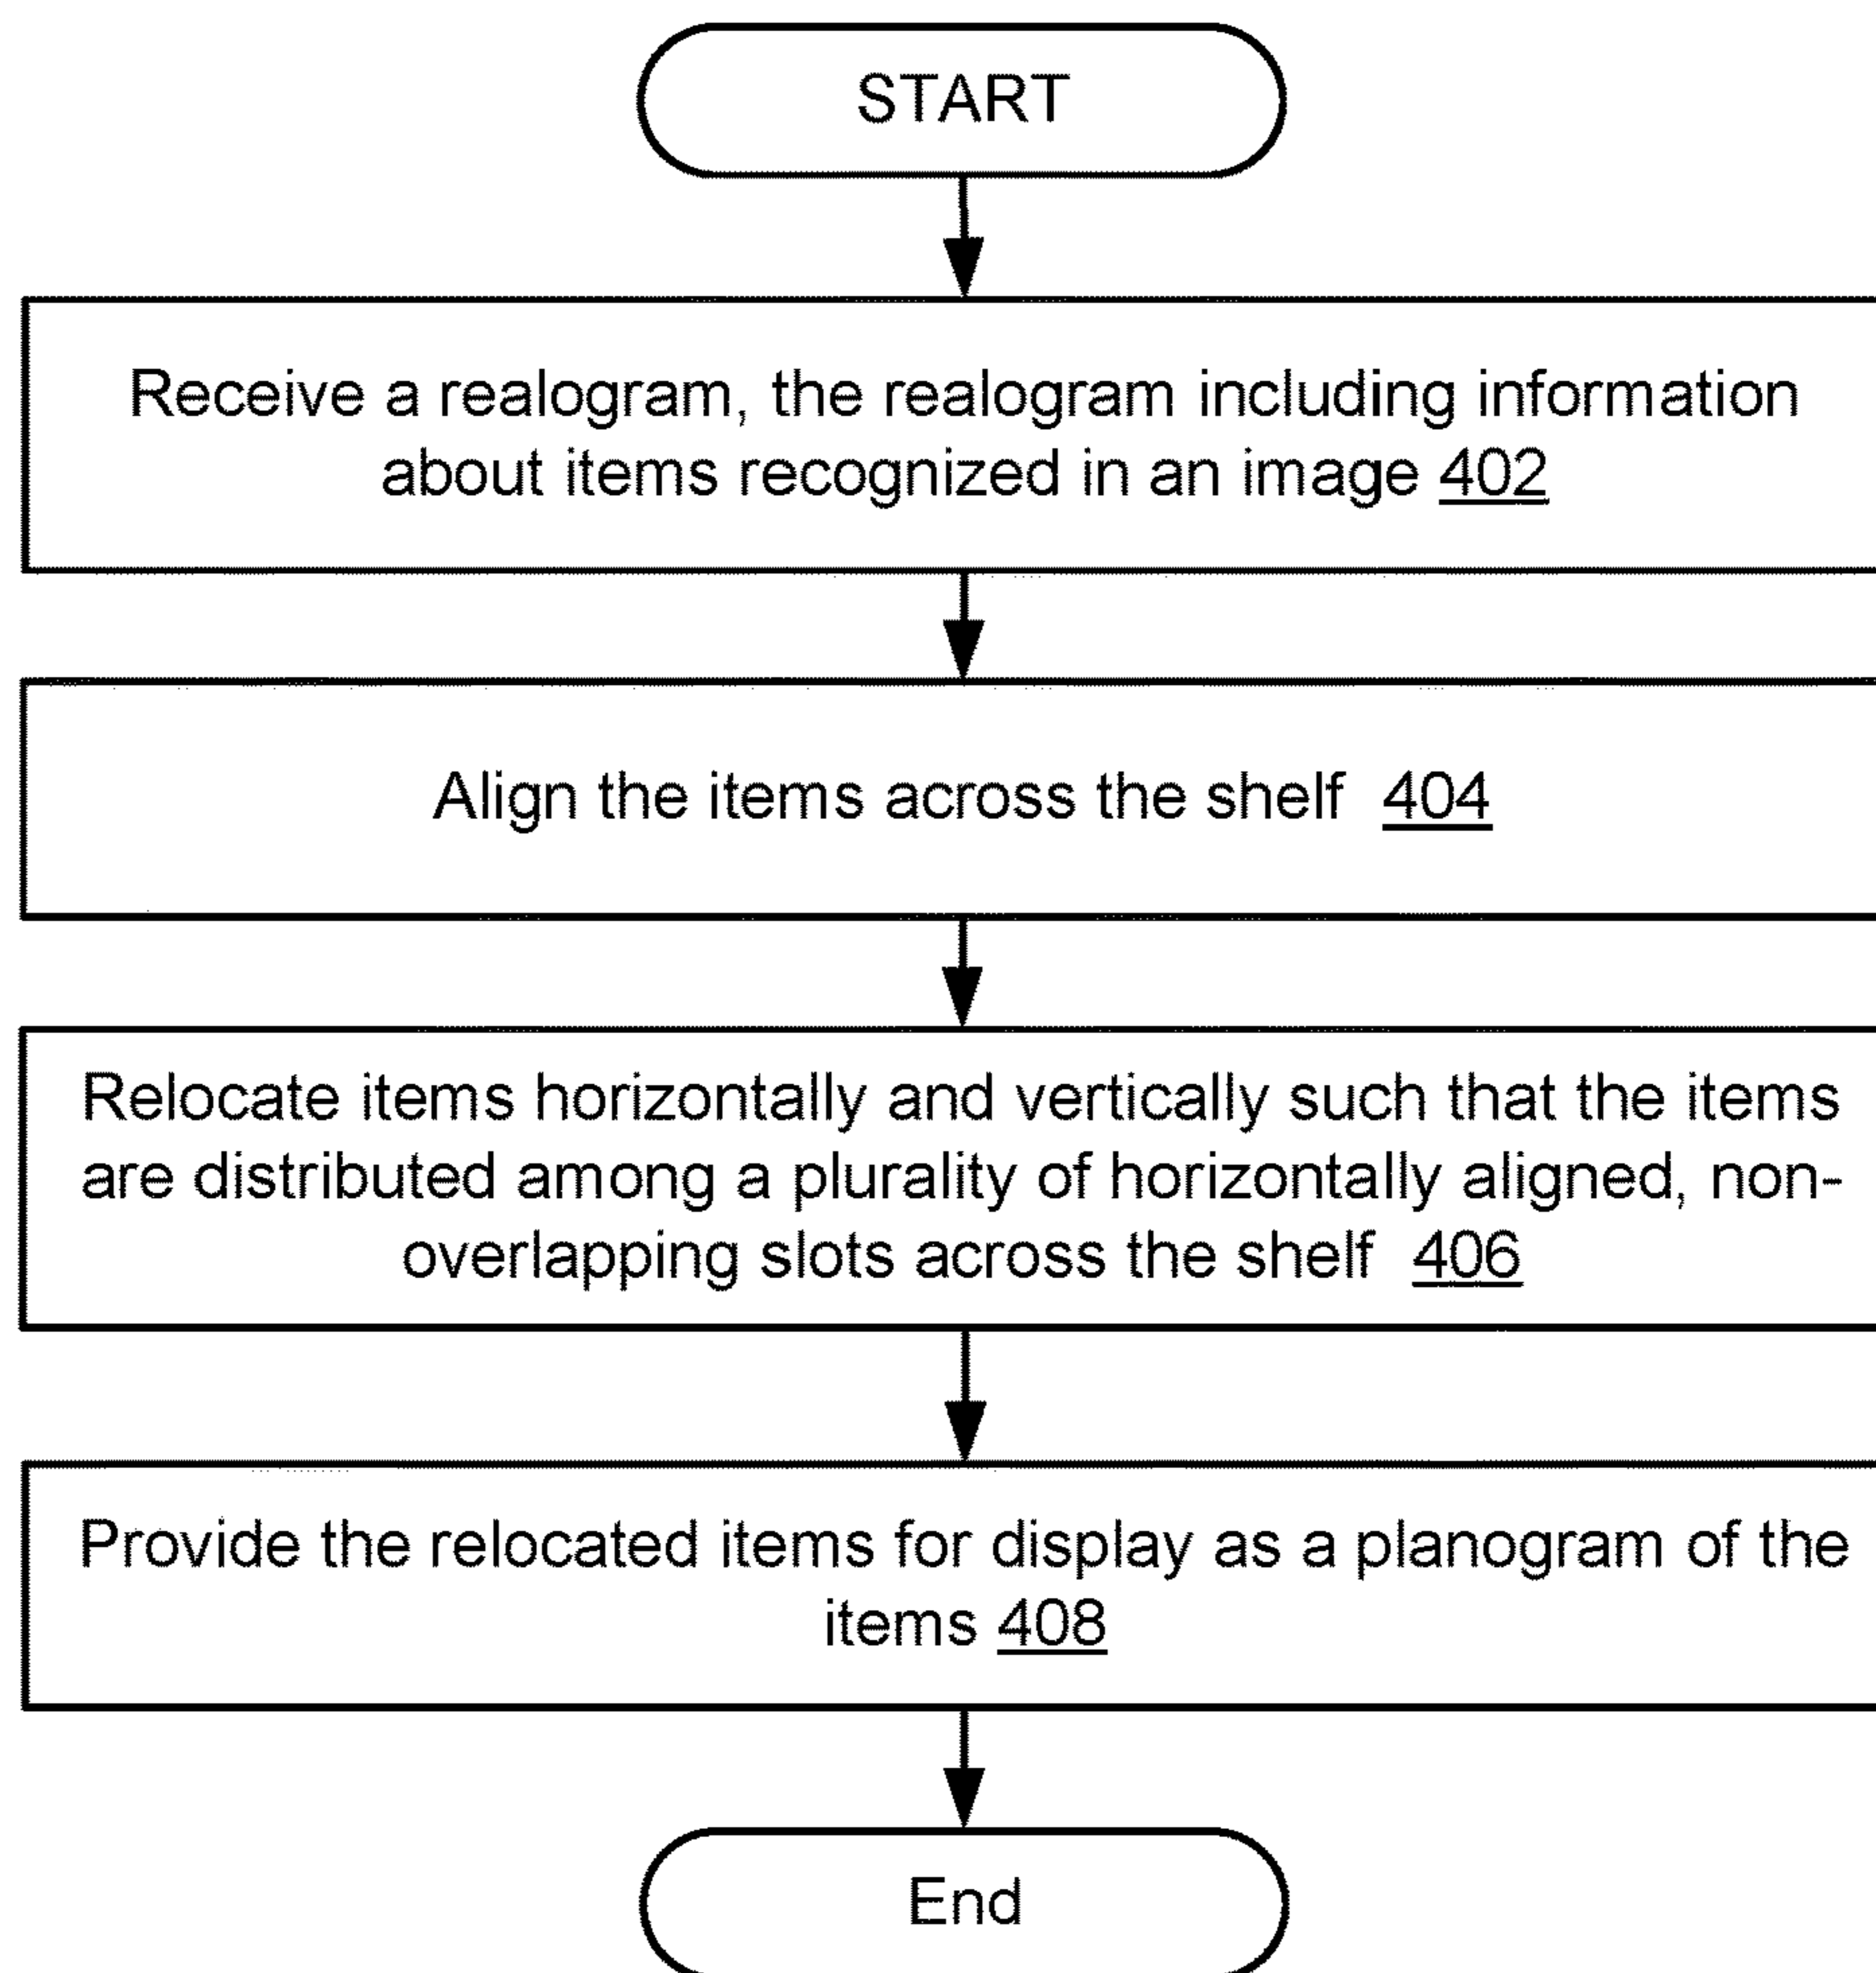 START
Receive a realogram, the realogram including information
about items recognized in an image 402
Align the items across the shelf 404
Relocate items horizontally and vertically such that the items
are distributed among a plurality of horizontally aligned, non-
overlapping slots across the shelf 406
Provide the relocated items for display as a planogram of the
items 408
End